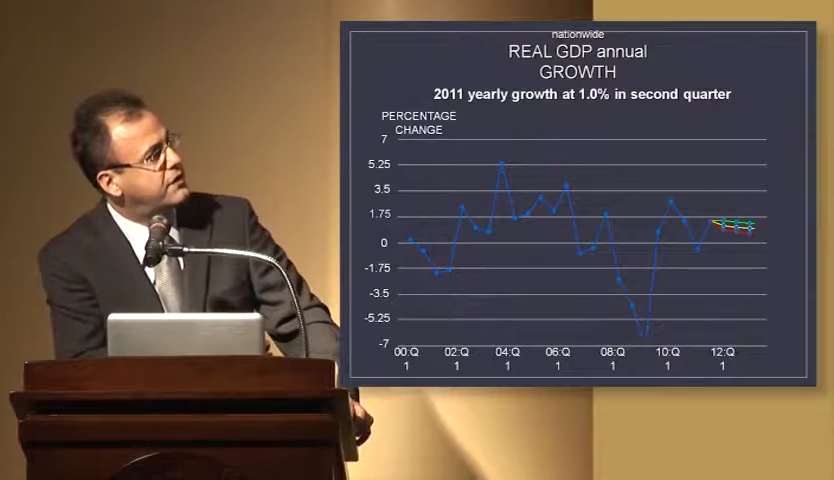 nationwide
REAL GDP annual
GROWTH
2011 yearly growth at 1.0% in second quarter
PERCENTAGE
CHANGE
7
5.25
3.5
1.75
0
-1.75
-3.5
-5.25
-7
00:Q 02:Q 04:Q 06:Q 08:Q 10:Q 12:Q
1 1 1 1 1 1 1